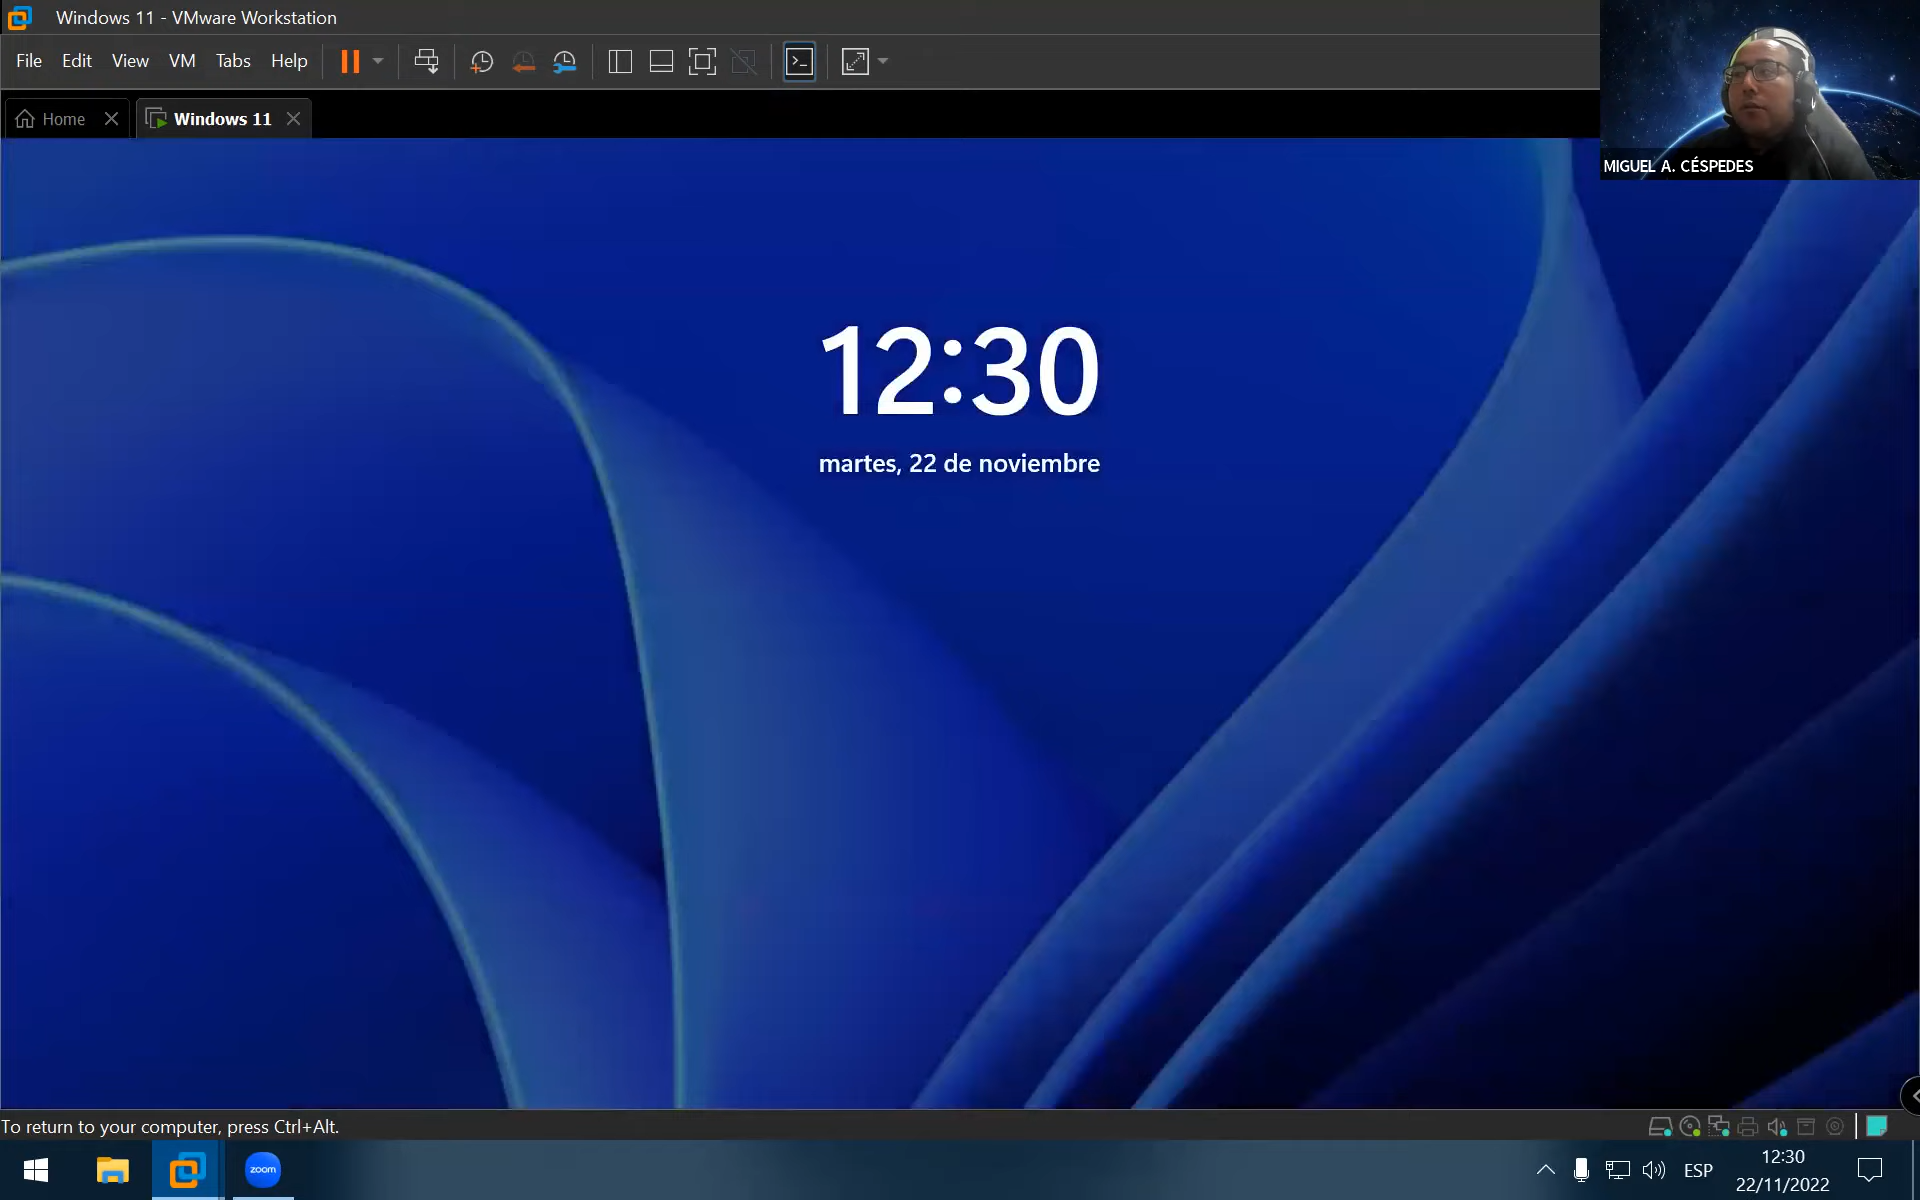 Windows 11 - VMware Workstation
File Edit View VM Tabs Help
Home Windows 11
MIGUEL A. CÉSPEDES
12:30
martes, 22 de noviembre
To return to your computer, press Ctrl+Alt.
zoom
ESP
12:30
22/11/2022